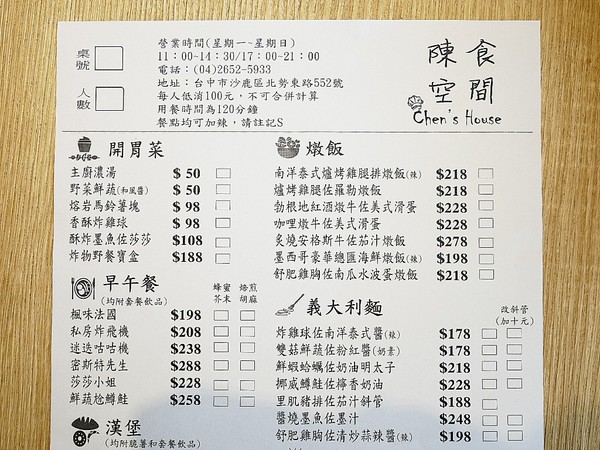 桌號
人數
營業時間(星期一~星期日)
11：00-14：30/17：00-21：00
電話：(04)2652-5933
地址：台中市沙鹿區北勢東路552號
每人低消100元，不可合併計算
用餐時間為120分鐘
餐點均可加辣，請註記S
陳食
空間
Chen's House
開胃菜
主廚濃湯 $ 50
野菜鮮蔬(和風醬) $ 50
熔岩馬鈴薯塊 $ 98
香酥炸雞球 $ 98
酥炸墨魚佐莎莎 $108
炸物野餐寶盒 $188
早午餐
(均附套餐飲品)
蜂蜜芥末 焙煎胡麻
楓味法國 $198
私房炸飛機 $208
迷迭咕咕機 $238
密斯特先生 $288
莎莎小姐 $228
鮮蔬尬鱒鮭 $258
漢堡
(均附脆薯和套餐飲品)
燉飯
南洋泰式爐烤雞腿排燉飯(辣) $218
爐烤雞腿佐羅勒燉飯 $218
勃根地紅酒燉牛佐美式滑蛋 $228
咖哩燉牛佐美式滑蛋 $228
炙燒安格斯牛佐茄汁燉飯 $278
墨西哥豪華總匯海鮮燉飯(辣) $198
舒肥雞胸佐南瓜水波蛋燉飯 $218
義大利麵
改斜管
(加十元)
炸雞球佐南洋泰式醬(辣) $178
雙菇鮮蔬佐粉紅醬(奶素) $178
鮮蝦蛤蠣佐奶油明太子 $218
挪威鱒鮭佐檸香奶油 $228
里肌豬排佐茄汁斜管 $188
醬燒墨魚佐墨汁 $248
舒肥雞胸佐清炒蒜辣醬(辣) $198